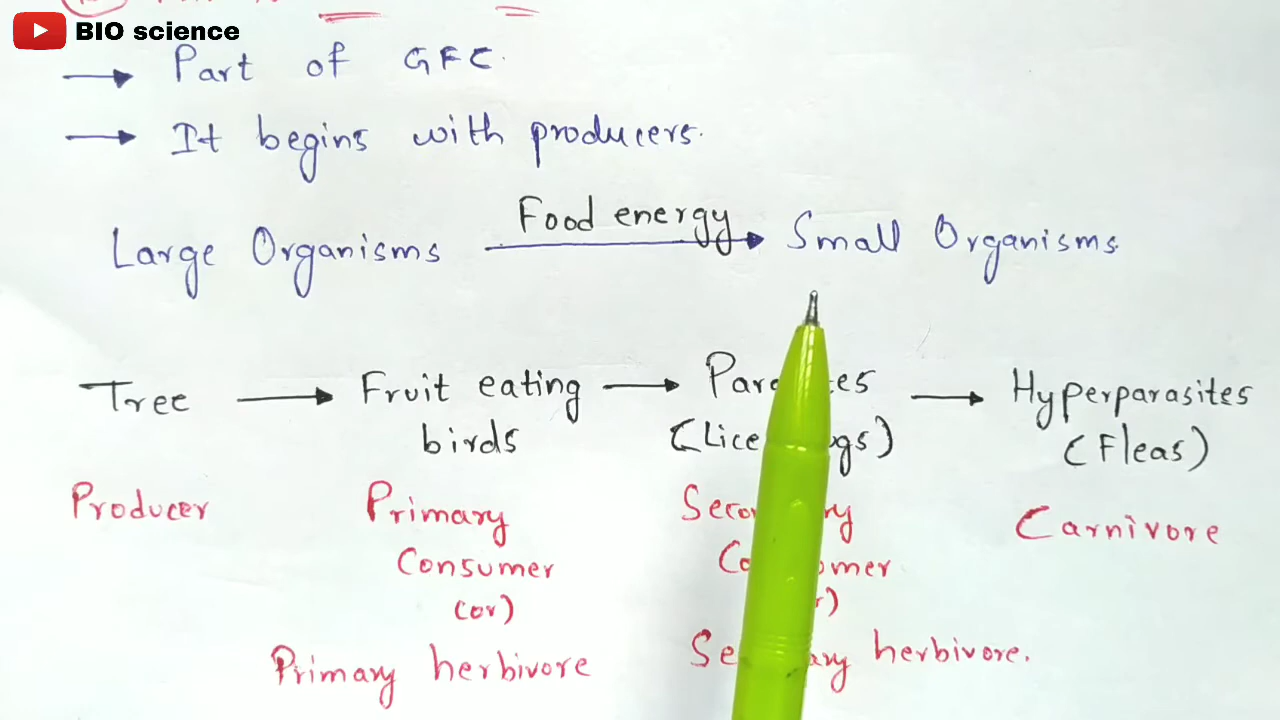 BIO science
Part of GFC.
It begins with producers.
Large Organisms Food energy Small Organisms
Tree Fruit eating birds Hyperparasites (Fleas)
(Lice
Producer Primary Consumer (or) Primary herbivore
Carnivore
herbivore.